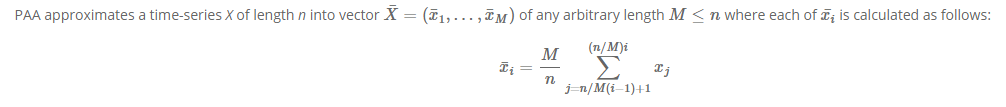 PAA approximates a time-series X of length n into vector X̄ = (x̄₁, . . . , x̄_M) of any arbitrary length M ≤ n where each of x̄ᵢ is calculated as follows:
x̄ᵢ = M/n ∑_{j=n/M(i−1)+1}^{(n/M)i} xⱼ